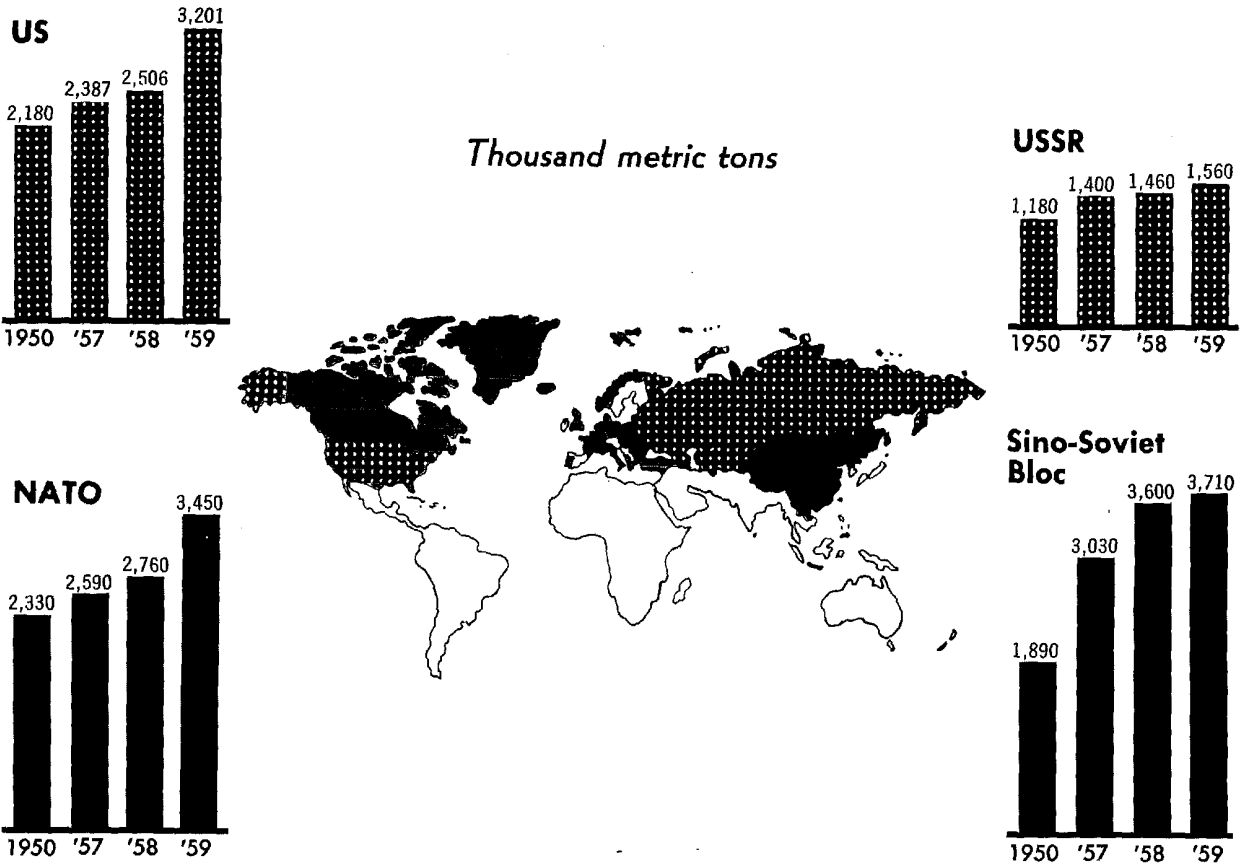 US
3,201
2,506
2,387
2,180
1950 '57 '58 '59
Thousand metric tons
USSR
1,560
1,460
1,400
1,180
1950 '57 '58 '59
NATO
3,450
2,760
2,590
2,330
1950 '57 '58 '59
Sino-Soviet
Bloc
3,710
3,600
3,030
1,890
1950 '57 '58 '59